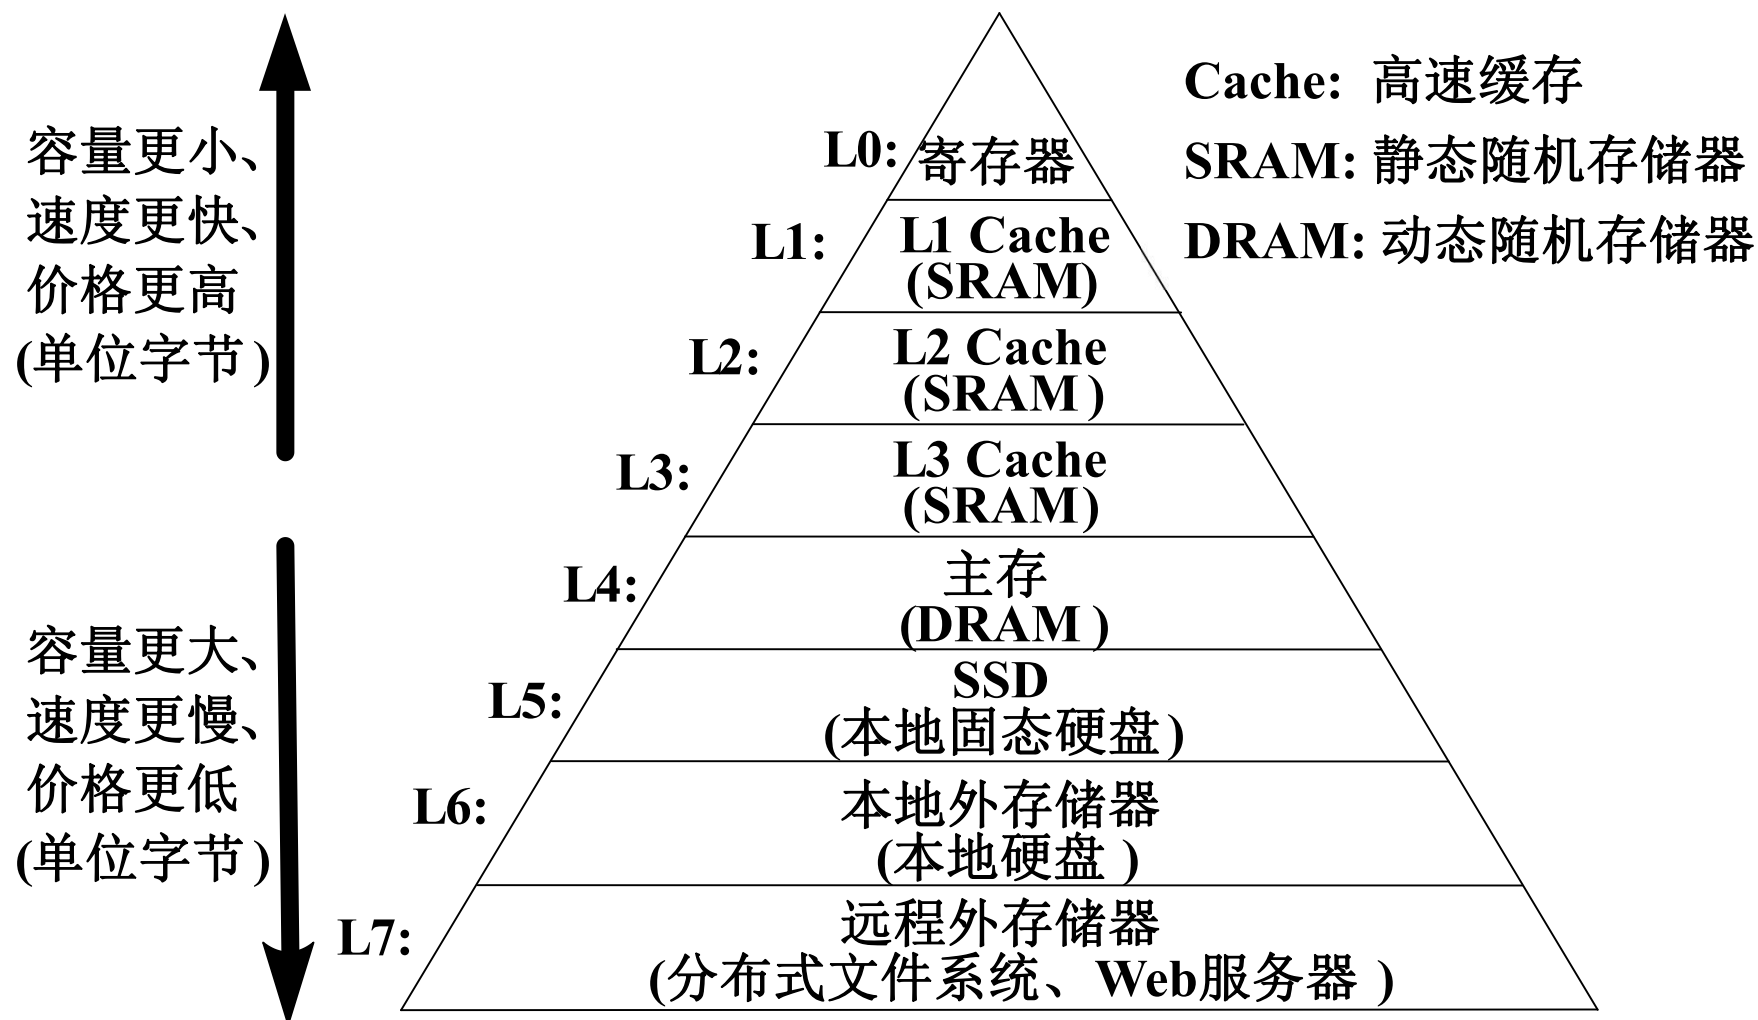 容量更小、
速度更快、
价格更高
(单位字节)
容量更大、
速度更慢、
价格更低
(单位字节)
L0: 寄存器
L1: L1 Cache
(SRAM)
L2: L2 Cache
(SRAM)
L3: L3 Cache
(SRAM)
L4: 主存
(DRAM)
L5: SSD
(本地固态硬盘)
L6: 本地外存储器
(本地硬盘)
L7: 远程外存储器
(分布式文件系统、Web服务器)
Cache: 高速缓存
SRAM: 静态随机存储器
DRAM: 动态随机存储器